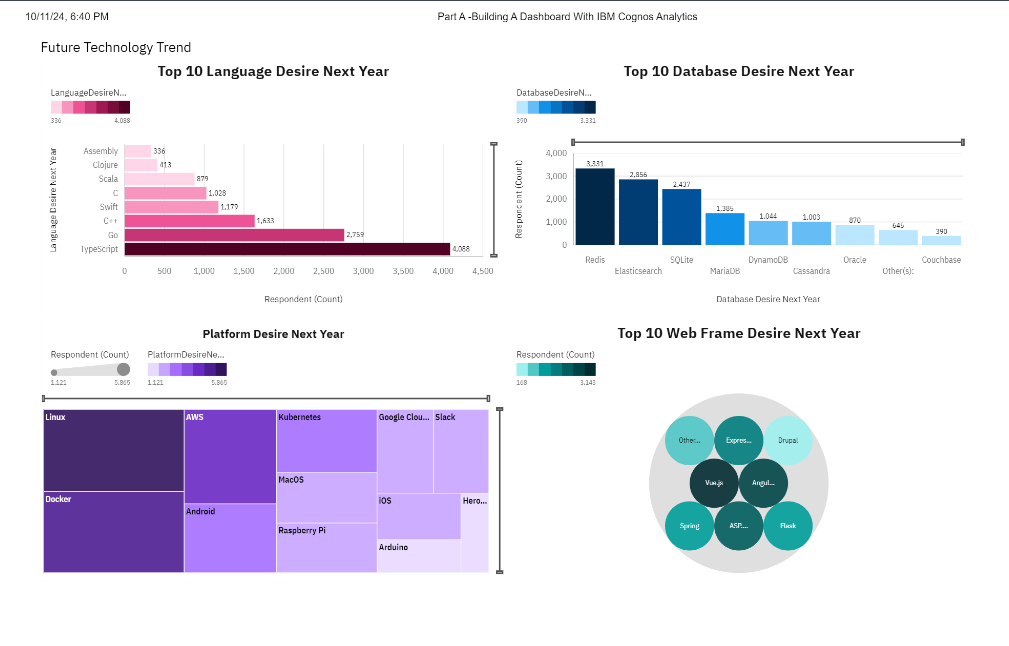 10/11/24, 6:40 PM
Part A -Building A Dashboard With IBM Cognos Analytics
Future Technology Trend
Top 10 Language Desire Next Year
LanguageDesireN...
336 4.088
Language Desire Next Year
Assembly 336
Clojure 413
Scala 879
C 1,028
Swift 1,179
C++ 1,633
Go 2,759
TypeScript 4,088
0 500 1,000 1,500 2,000 2,500 3,000 3,500 4,000 4,500
Respondent (Count)
Top 10 Database Desire Next Year
DatabaseDesireN...
390 3.331
Respondent (Count)
4,000
3,000
2,000
1,000
0
3,331 2,856 2,437 1,385 1,044 1,003 870 645 390
Redis SQLite DynamoDB Oracle Couchbase
Elasticsearch MariaDB Cassandra Other(s):
Database Desire Next Year
Platform Desire Next Year
Respondent (Count)
1.121 5.865
PlatformDesireNe...
1.121 5.865
Linux
AWS
Kubernetes
Google Clou...
Slack
MacOS
Docker
Android
iOS
Hero...
Raspberry Pi
Arduino
Top 10 Web Frame Desire Next Year
Respondent (Count)
168 3.143
Other...
Expres...
Drupal
Vue.js
Angul...
Spring
ASP....
Flask